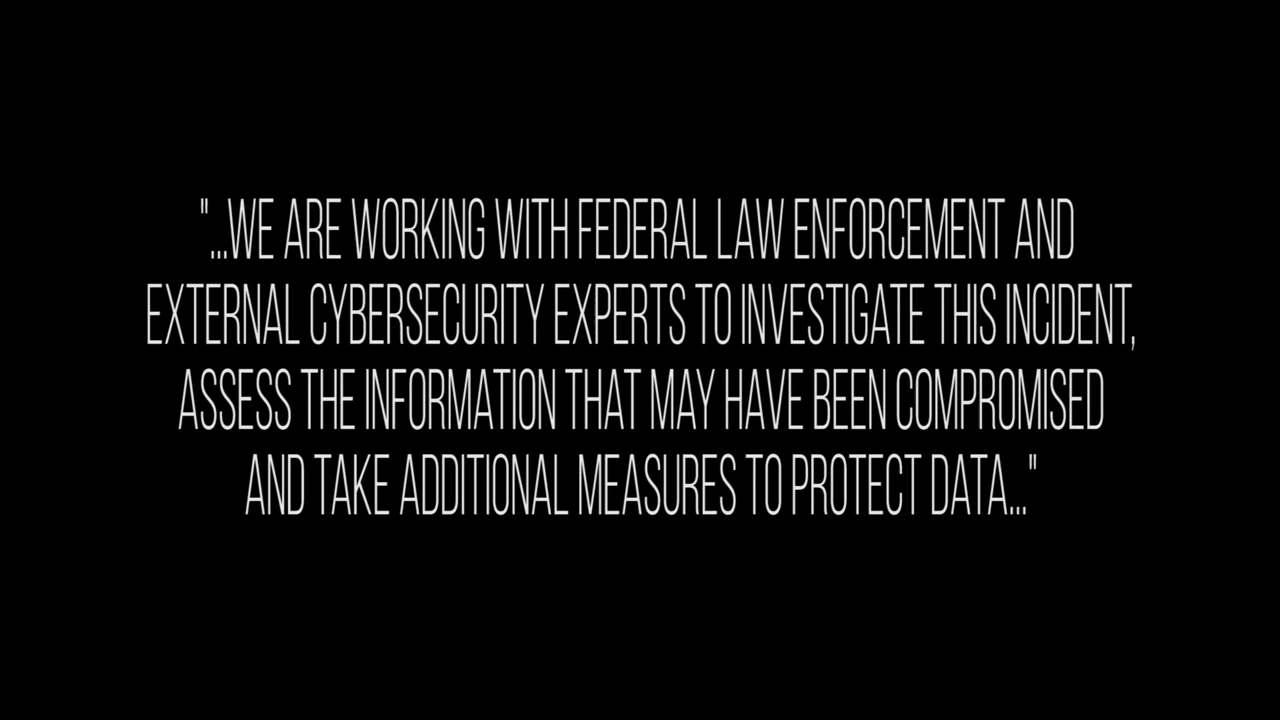 "...WE ARE WORKING WITH FEDERAL LAW ENFORCEMENT AND
EXTERNAL CYBERSECURITY EXPERTS TO INVESTIGATE THIS INCIDENT,
ASSESS THE INFORMATION THAT MAY HAVE BEEN COMPROMISED
AND TAKE ADDITIONAL MEASURES TO PROTECT DATA..."